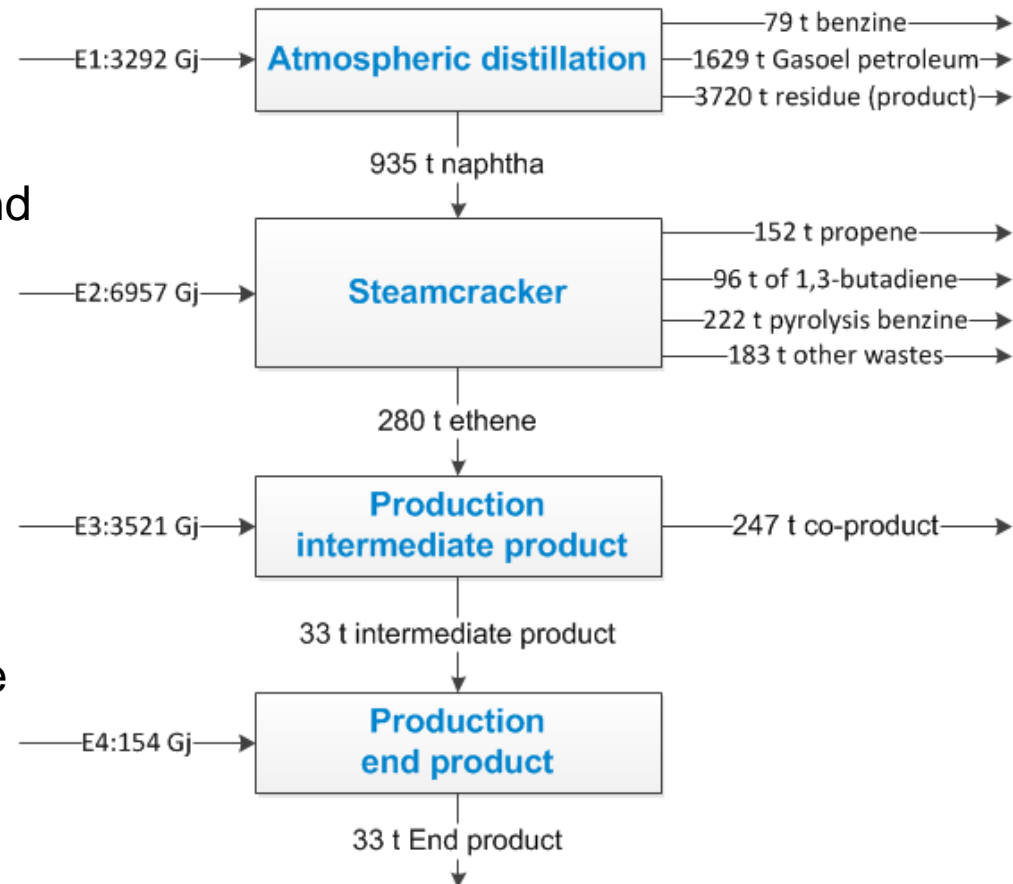 79 t benzine
E1:3292 Gj
Atmospheric distillation
1629 t Gasoel petroleum
3720 t residue (product)
935 t naphtha
nd
152 t propene
E2:6957 Gj
Steamcracker
96 t of 1,3-butadiene
222 t pyrolysis benzine
183 t other wastes
280 t ethene
E3:3521 Gj
Production
intermediate product
247 t co-product
33 t intermediate product
e
E4:154 Gj
Production
end product
33 t End product